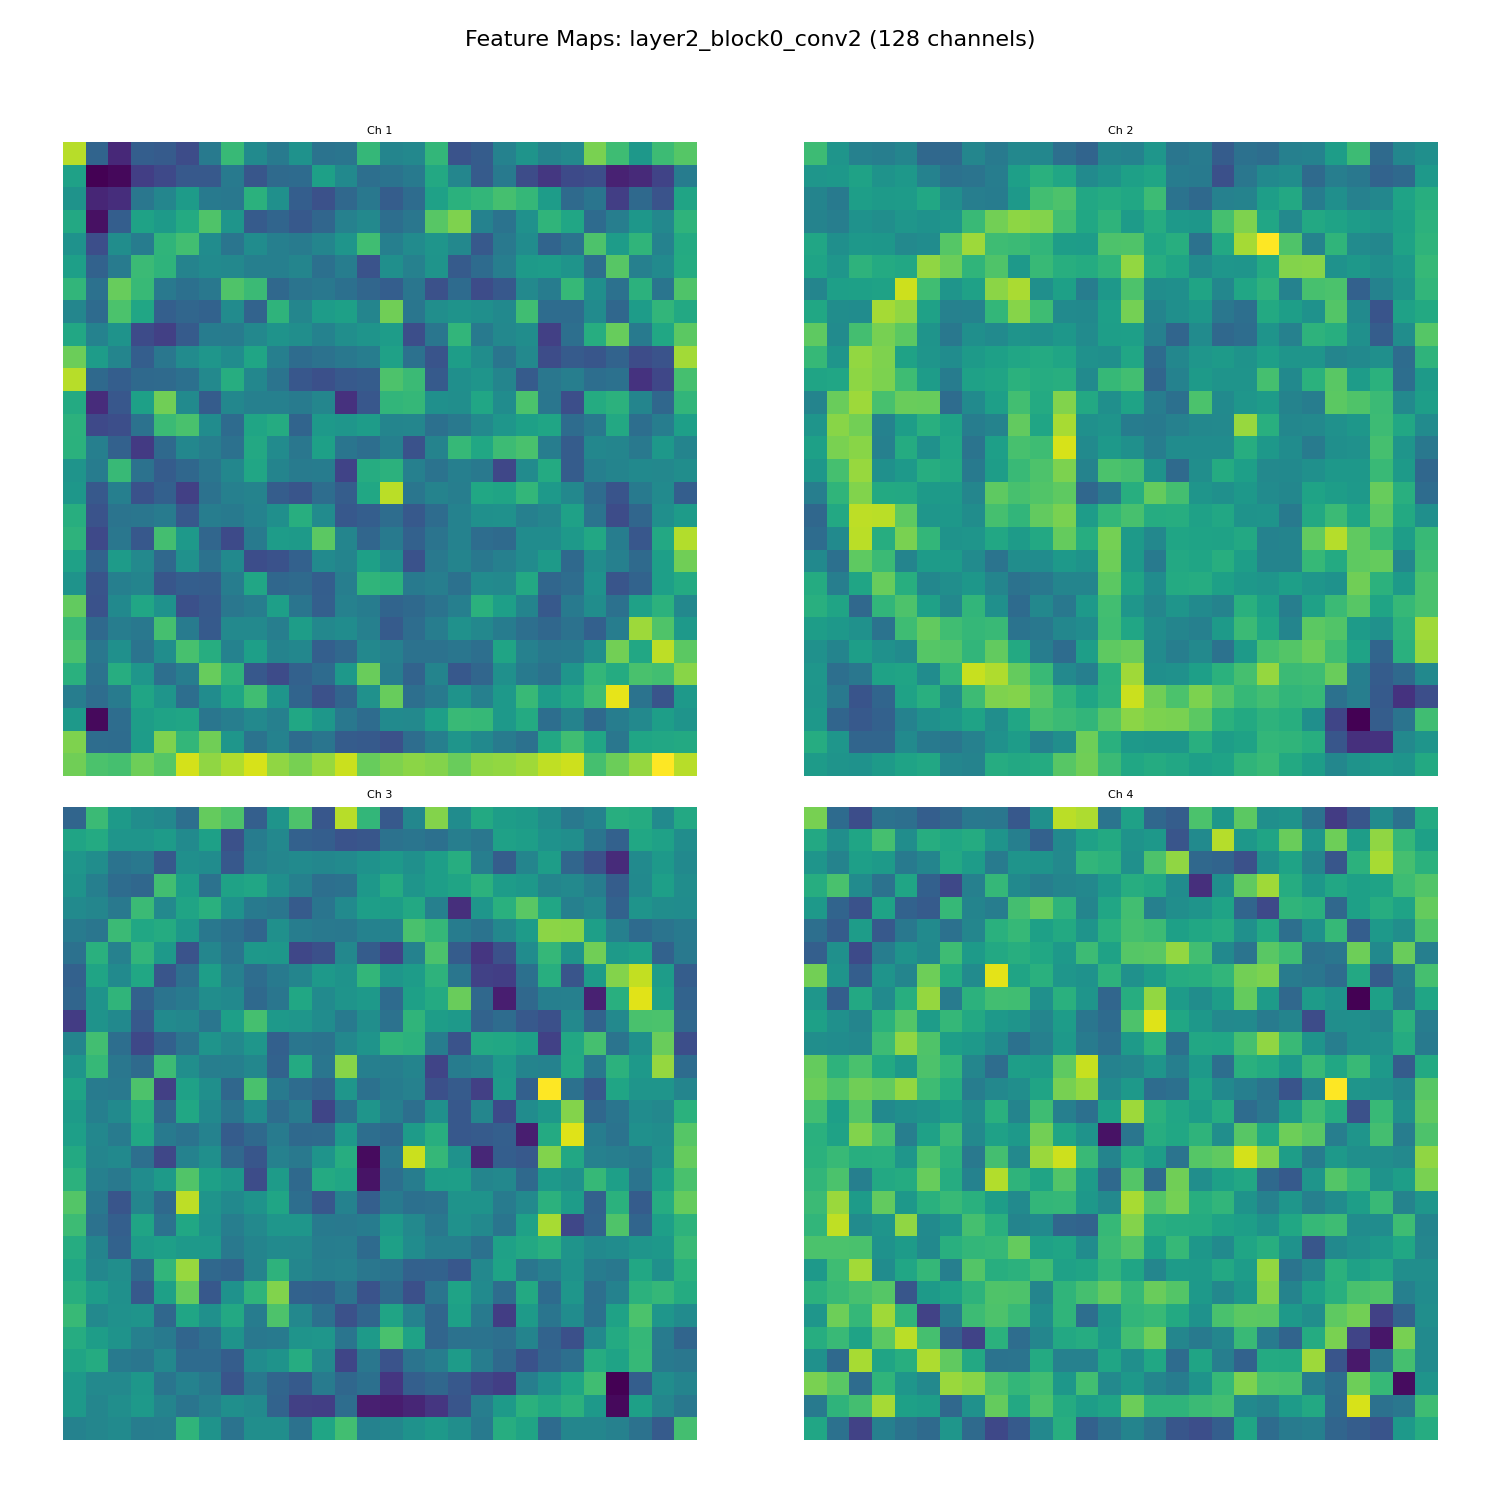 Feature Maps: layer2_block0_conv2 (128 channels)
Ch 1
Ch 2
Ch 3
Ch 4